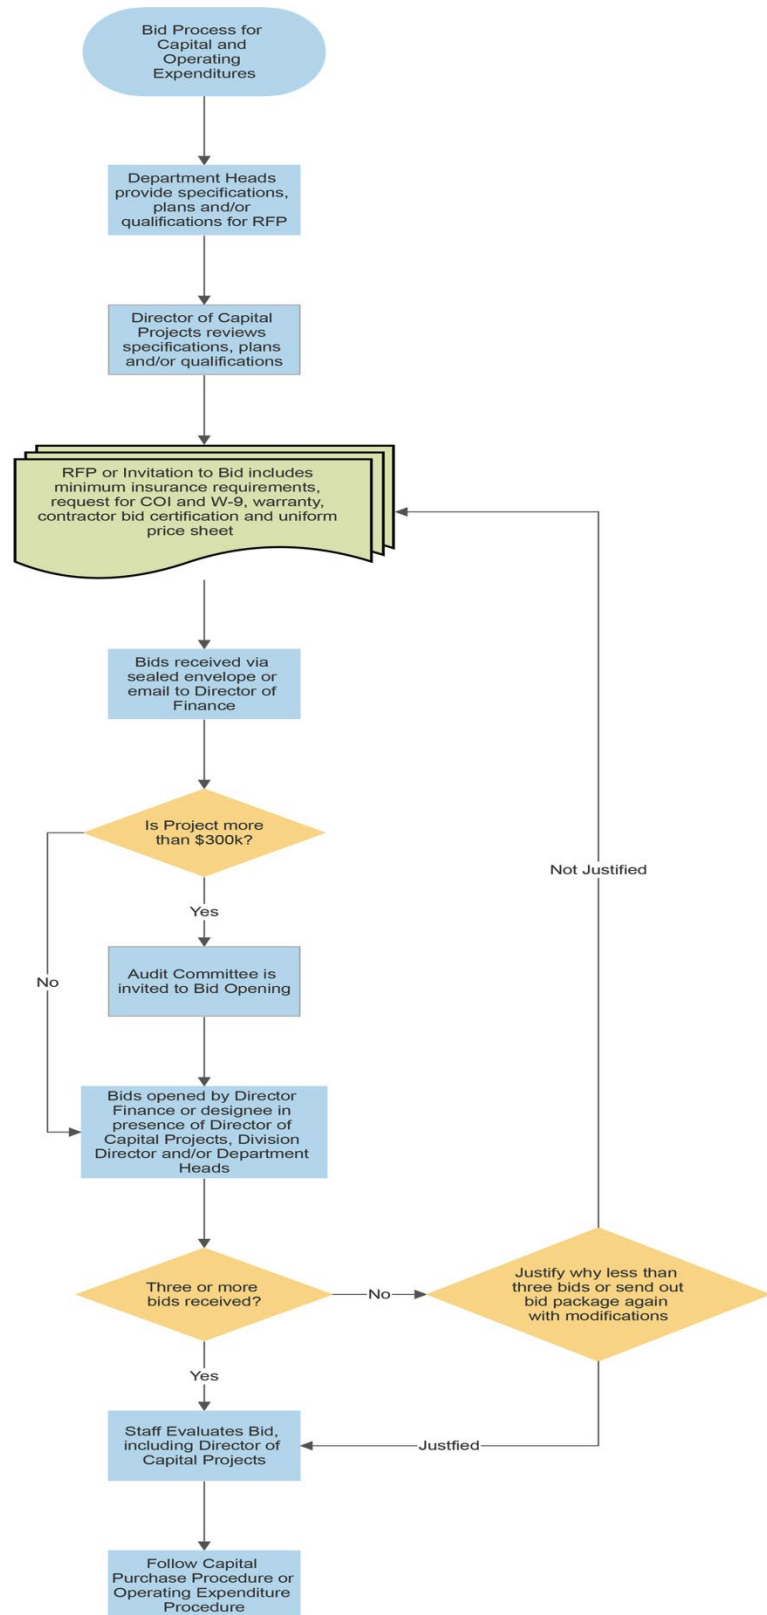 Bid Process for
Capital and
Operating
Expenditures
Department Heads
provide specifications,
plans and/or
qualifications for RFP
Director of Capital
Projects reviews
specifications, plans
and/or qualifications
RFP or Invitation to Bid includes
minimum insurance requirements,
request for COI and W-9, warranty,
contractor bid certification and uniform
price sheet
Bids received via
sealed envelope or
email to Director of
Finance
Is Project more
than $300k?
Not Justified
Yes
Audit Committee is
invited to Bid Opening
No
Bids opened by Director
Finance or designee in
presence of Director of
Capital Projects, Division
Director and/or Department
Heads
Three or more
bids received?
No
Justify why less than
three bids or send out
bid package again
with modifications
Yes
Staff Evaluates Bid,
including Director of
Capital Projects
Justfied
Follow Capital
Purchase Procedure or
Operating Expenditure
Procedure